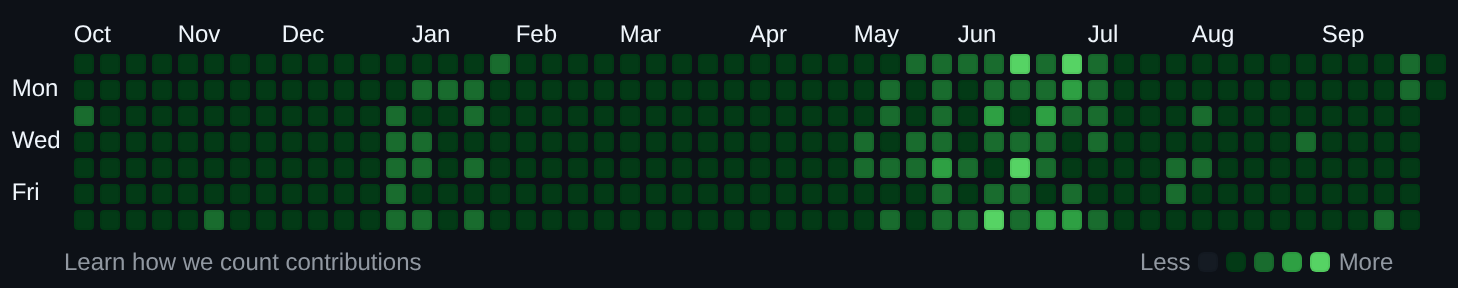 Oct Nov Dec Jan Feb Mar Apr May Jun Jul Aug Sep
Mon
Wed
Fri
Learn how we count contributions Less More